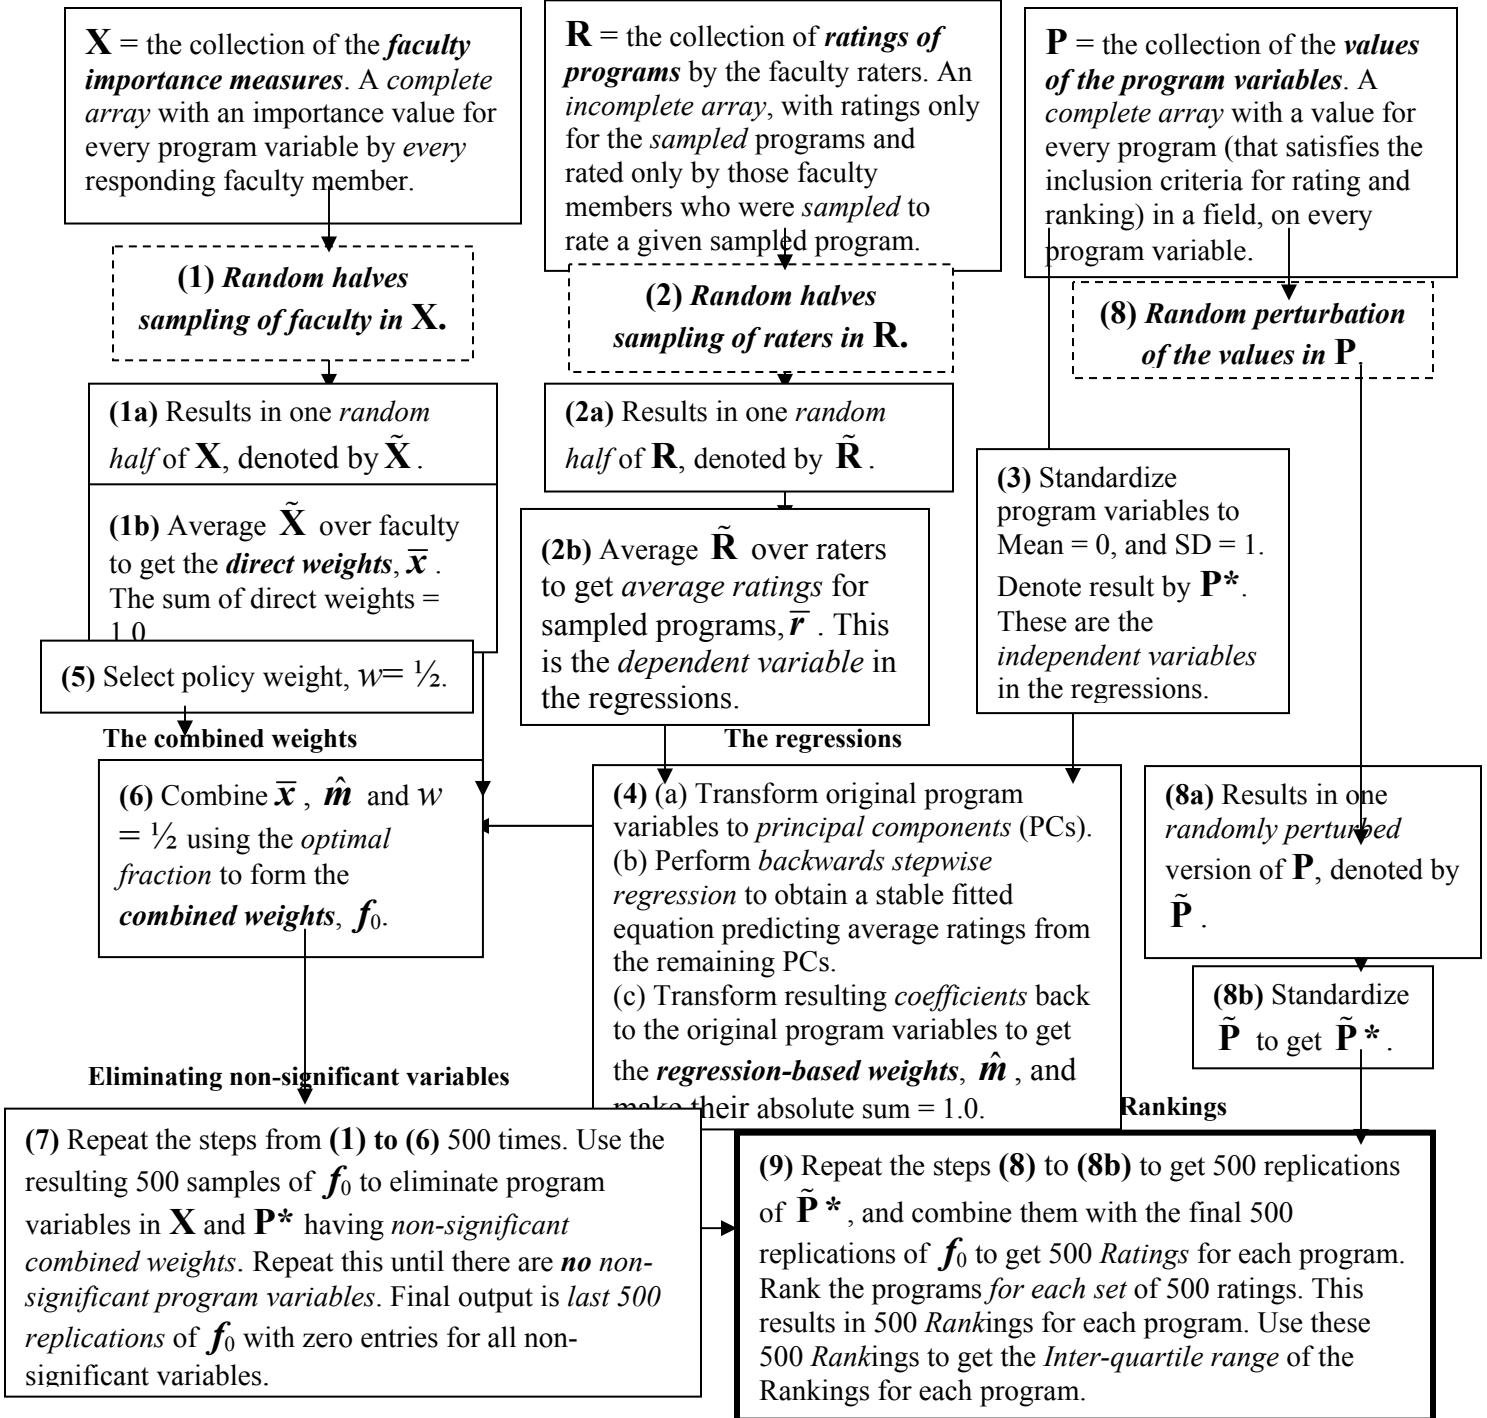 X = the collection of the faculty
importance measures. A complete
array with an importance value for
every program variable by every
responding faculty member.
R = the collection of ratings of
programs by the faculty raters. An
incomplete array, with ratings only
for the sampled programs and
rated only by those faculty
members who were sampled to
rate a given sampled program.
P = the collection of the values
of the program variables. A
complete array with a value for
every program (that satisfies the
inclusion criteria for rating and
ranking) in a field, on every
program variable.
(1) Random halves
sampling of faculty in X.
(2) Random halves
sampling of raters in R.
(8) Random perturbation
of the values in P.
(1a) Results in one random
half of X, denoted by X̃ .
(2a) Results in one random
half of R, denoted by R̃ .
(1b) Average X̃ over faculty
to get the direct weights, x̅ .
The sum of direct weights =
1.0
(2b) Average R̃ over raters
to get average ratings for
sampled programs, r̅ . This
is the dependent variable in
the regressions.
(3) Standardize
program variables to
Mean = 0, and SD = 1.
Denote result by P*.
These are the
independent variables
in the regressions.
(5) Select policy weight, w= ½.
The combined weights
The regressions
(6) Combine x̅ , m̂ and w
= ½ using the optimal
fraction to form the
combined weights, f₀.
(4) (a) Transform original program
variables to principal components (PCs).
(b) Perform backwards stepwise
regression to obtain a stable fitted
equation predicting average ratings from
the remaining PCs.
(c) Transform resulting coefficients back
to the original program variables to get
the regression-based weights, m̂ , and
make their absolute sum = 1.0.
(8a) Results in one
randomly perturbed
version of P, denoted by
P̃ .
(8b) Standardize
P̃ to get P̃ * .
Eliminating non-significant variables
Rankings
(7) Repeat the steps from (1) to (6) 500 times. Use the
resulting 500 samples of f₀ to eliminate program
variables in X and P* having non-significant
combined weights. Repeat this until there are no non-
significant program variables. Final output is last 500
replications of f₀ with zero entries for all non-
significant variables.
(9) Repeat the steps (8) to (8b) to get 500 replications
of P̃ * , and combine them with the final 500
replications of f₀ to get 500 Ratings for each program.
Rank the programs for each set of 500 ratings. This
results in 500 Rankings for each program. Use these
500 Rankings to get the Inter-quartile range of the
Rankings for each program.